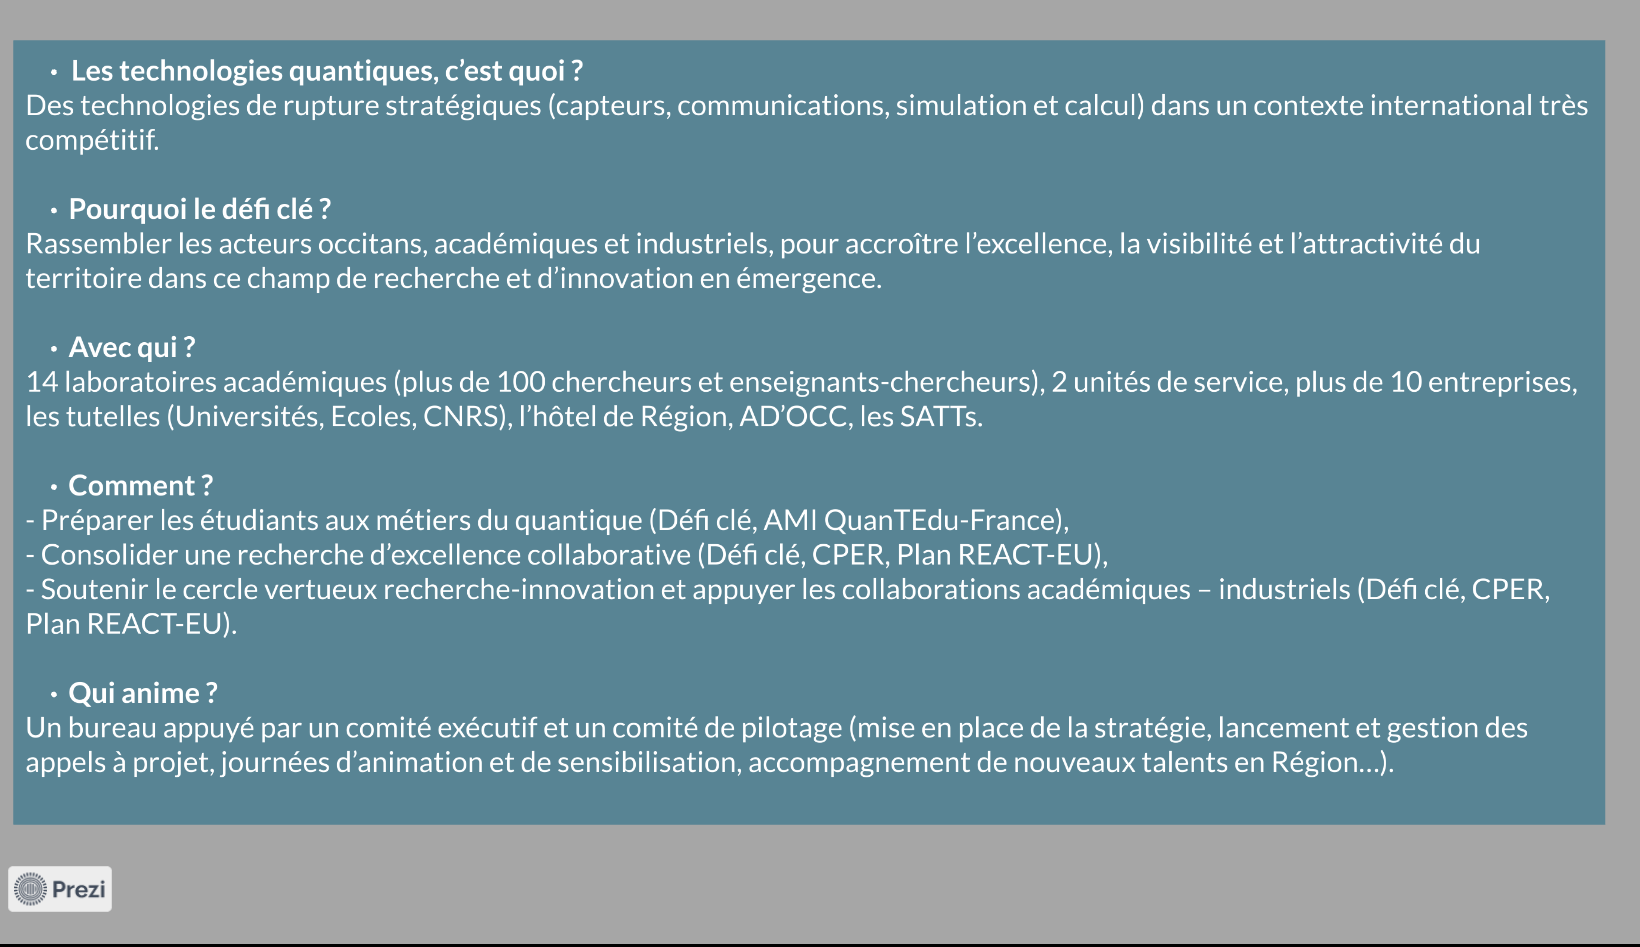 • Les technologies quantiques, c’est quoi ?
Des technologies de rupture stratégiques (capteurs, communications, simulation et calcul) dans un contexte international très
compétitif.
• Pourquoi le défi clé ?
Rassembler les acteurs occitans, académiques et industriels, pour accroître l’excellence, la visibilité et l’attractivité du
territoire dans ce champ de recherche et d’innovation en émergence.
• Avec qui ?
14 laboratoires académiques (plus de 100 chercheurs et enseignants-chercheurs), 2 unités de service, plus de 10 entreprises,
les tutelles (Universités, Ecoles, CNRS), l’hôtel de Région, AD’OCC, les SATTs.
• Comment ?
- Préparer les étudiants aux métiers du quantique (Défi clé, AMI QuanTEdu-France),
- Consolider une recherche d’excellence collaborative (Défi clé, CPER, Plan REACT-EU),
- Soutenir le cercle vertueux recherche-innovation et appuyer les collaborations académiques – industriels (Défi clé, CPER,
Plan REACT-EU).
• Qui anime ?
Un bureau appuyé par un comité exécutif et un comité de pilotage (mise en place de la stratégie, lancement et gestion des
appels à projet, journées d’animation et de sensibilisation, accompagnement de nouveaux talents en Région…).
Prezi